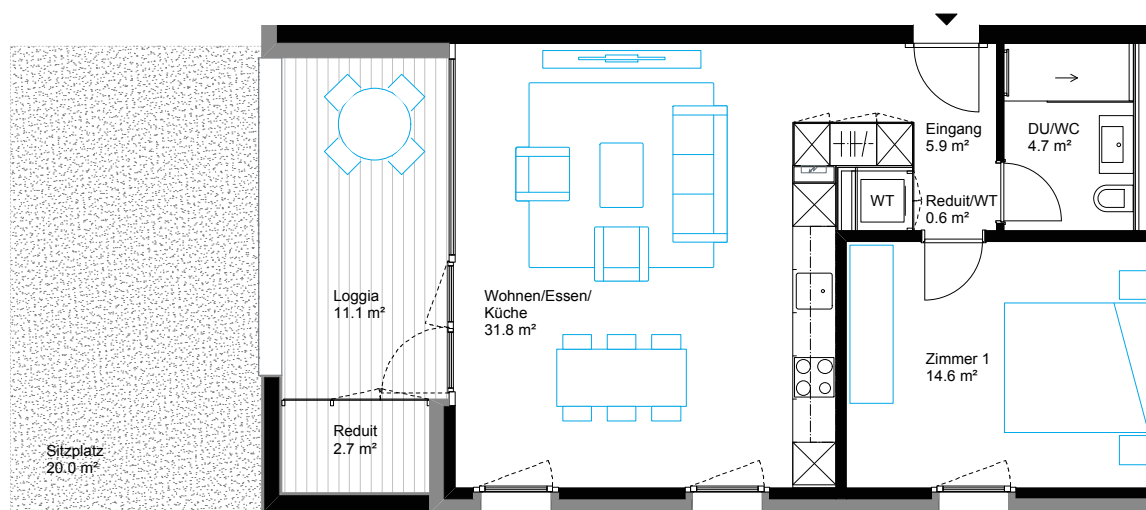 Eingang
5.9 m²
DU/WC
4.7 m²
WT
Reduit/WT
0.6 m²
Loggia
11.1 m²
Wohnen/Essen/
Küche
31.8 m²
Zimmer 1
14.6 m²
Reduit
2.7 m²
Sitzplatz
20.0 m²